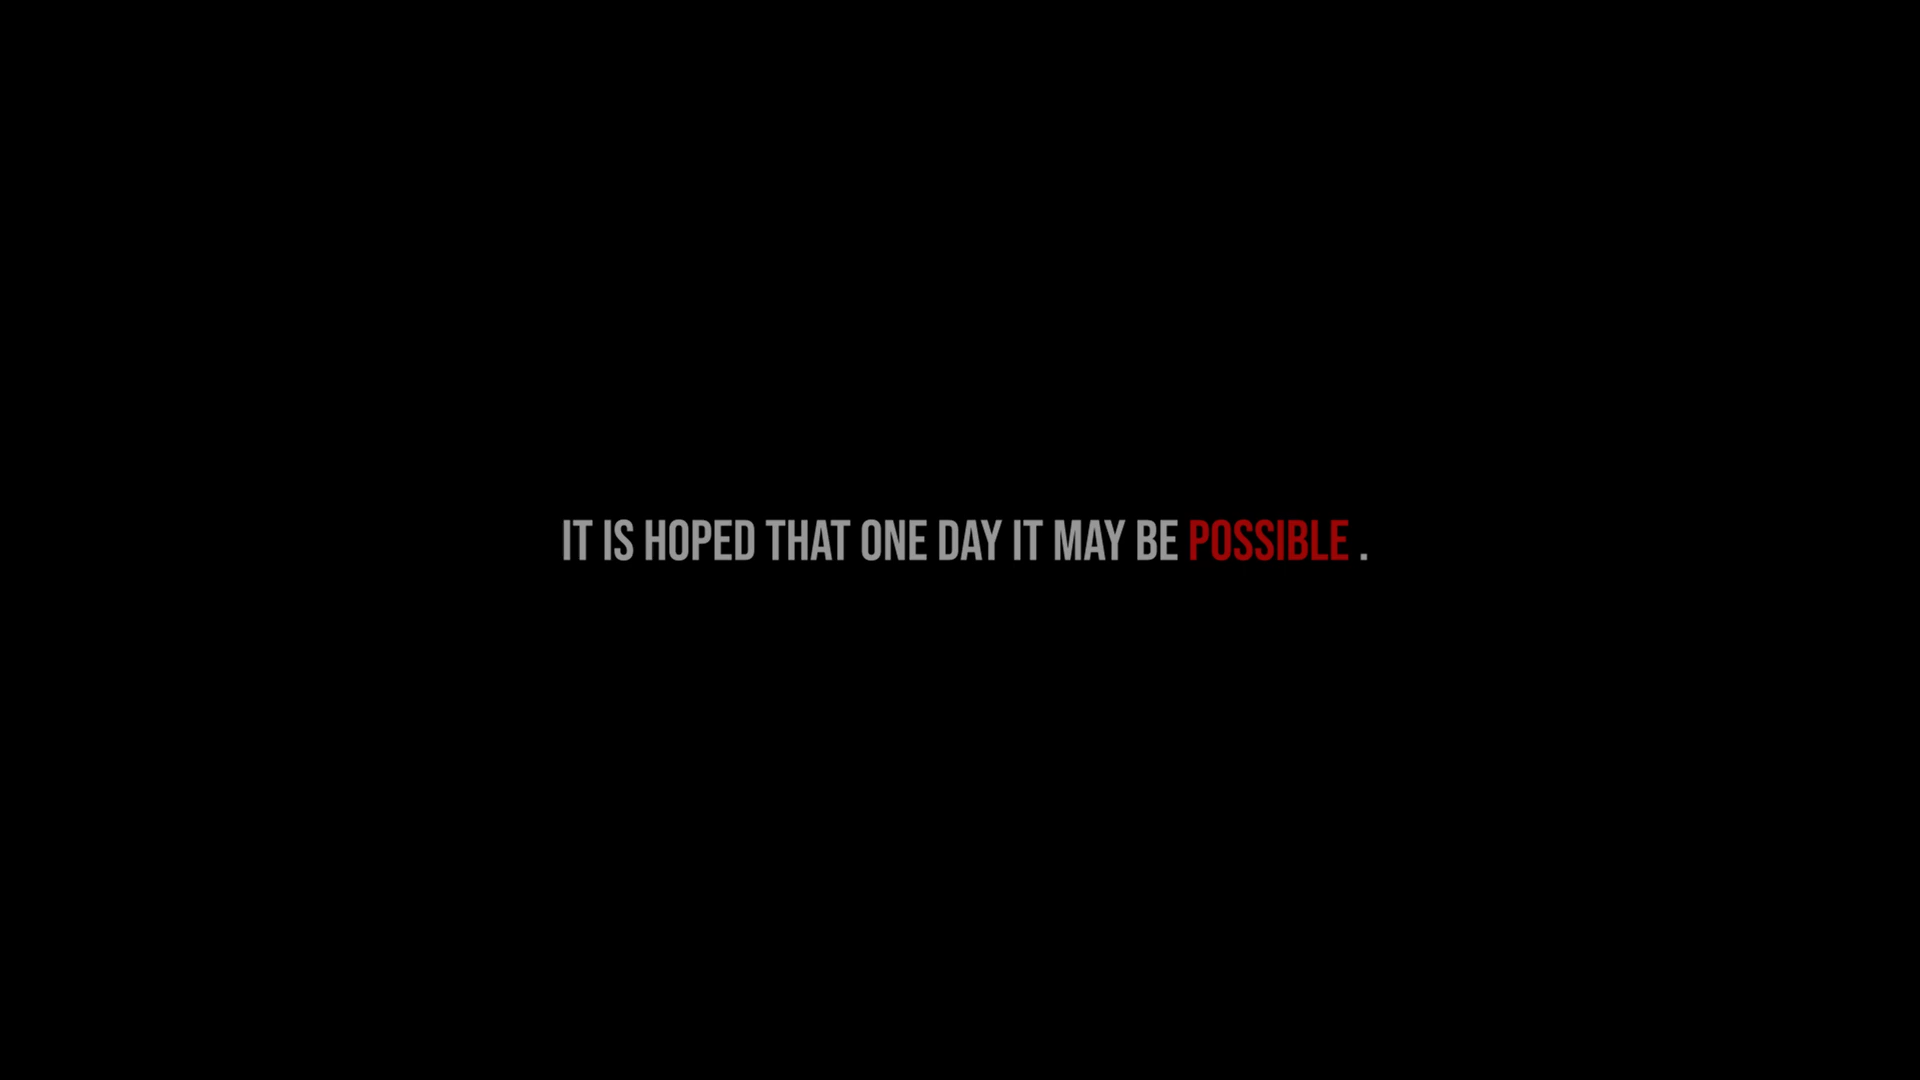 IT IS HOPED THAT ONE DAY IT MAY BE POSSIBLE .